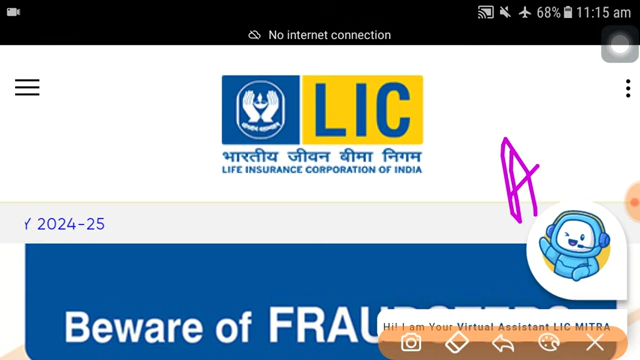 68% 11:15 am
No internet connection
LIC
भारतीय जीवन बीमा निगम
LIFE INSURANCE CORPORATION OF INDIA
A
Y 2024-25
Beware of
Hi! I am Your Virtual Assistant LIC MITRA